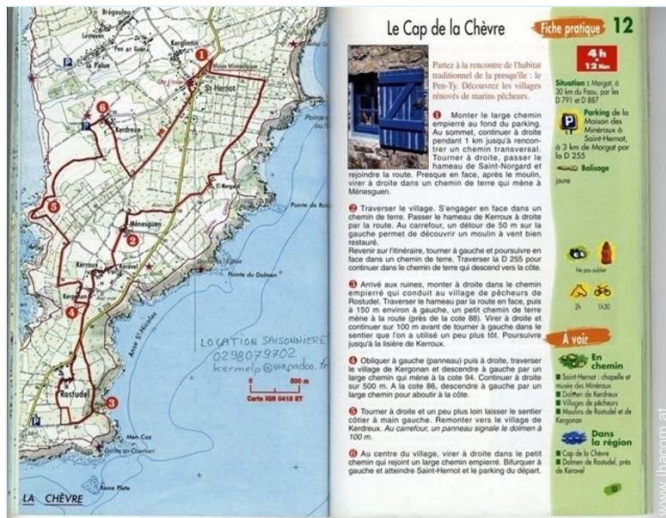 Le Cap de la Chèvre
Fiche pratique 12
4 h
12 Km
Partez à la rencontre de l'habitat
traditionnel de la presqu'île : le
Pen-Ty. Découvrez les villages
rénovés de marins pêcheurs.
1 Monter le large chemin
empierré au fond du parking.
Au sommet, continuer à droite
pendant 1 km jusqu'à rencon-
trer un chemin transversal.
Tourner à droite, passer le
hameau de Saint-Norgard et
rejoindre la route. Presque en face, après le moulin,
virer à droite dans un chemin de terre qui mène à
Ménesguen.
2 Traverser le village. S'engager en face dans un
chemin de terre. Passer le hameau de Kerroux à droite
par la route. Au carrefour, un détour de 50 m sur la
gauche permet de découvrir un moulin à vent bien
restauré.
Revenir sur l'itinéraire, tourner à gauche et poursuivre en
face dans un chemin de terre. Traverser la D 255 pour
continuer dans le chemin de terre qui descend vers la côte.
3 Arrivé aux ruines, monter à droite dans le chemin
empierré qui conduit au village de pêcheurs de
Rostudel. Traverser le hameau par la route en face, puis
à 150 m environ à gauche, un petit chemin de terre
mène à la route (près de la cote 88). Virer à droite et
continuer sur 100 m avant de tourner à gauche dans le
sentier que l'on a utilisé un peu plus tôt. Poursuivre
jusqu'à la lisière de Kerroux.
4 Obliquer à gauche (panneau) puis à droite, traverser
le village de Kergonan et descendre à gauche par un
large chemin qui mène à la cote 94. Continuer à droite
sur 500 m. A la cote 86, descendre à gauche par un
large chemin pour aboutir à la côte.
5 Tourner à droite et un peu plus loin laisser le sentier
côtier à main gauche. Remonter vers le village de
Kerdreux. Au carrefour, un panneau signale le dolmen à
100 m.
6 Au centre du village, virer à droite dans le petit
chemin qui rejoint un large chemin empierré. Bifurquer à
gauche et atteindre Saint-Hernot et le parking du départ.
Situation : Morgat, à
30 km du Faou, par les
D 791 et D 887
Parking de la
Maison des
Minéraux à
Saint-Hernot,
à 3 km de Morgat par
la D 255
Balisage
jaune
Ne pas oublier
2h
1h30
À voir
En
chemin
Saint-Hernot : chapelle et
musée des Minéraux
Dolmen de Kerdreux
Villages de pêcheurs
Moulins de Rostudel et de
Kergonan
Dans
la région
Cap de la Chèvre
Dolmen de Rostudel, près
de Keravel
Brégoulou
Lesteven
Kerglintin
La Palue
St-Hernot
Kerdreux
Ménesguen
Kerroux
Keravel
Kergonan
Rostudel
Pointe du Dolmen
Anse St-Nicolas
LOCATION SAISONNIERE
0298079702
kermelp@wanadoo.fr
0 500 m
Carte IGN 0418 ET
Men Coz
Basse Plate
LA CHÈVRE
www.ihacom.at